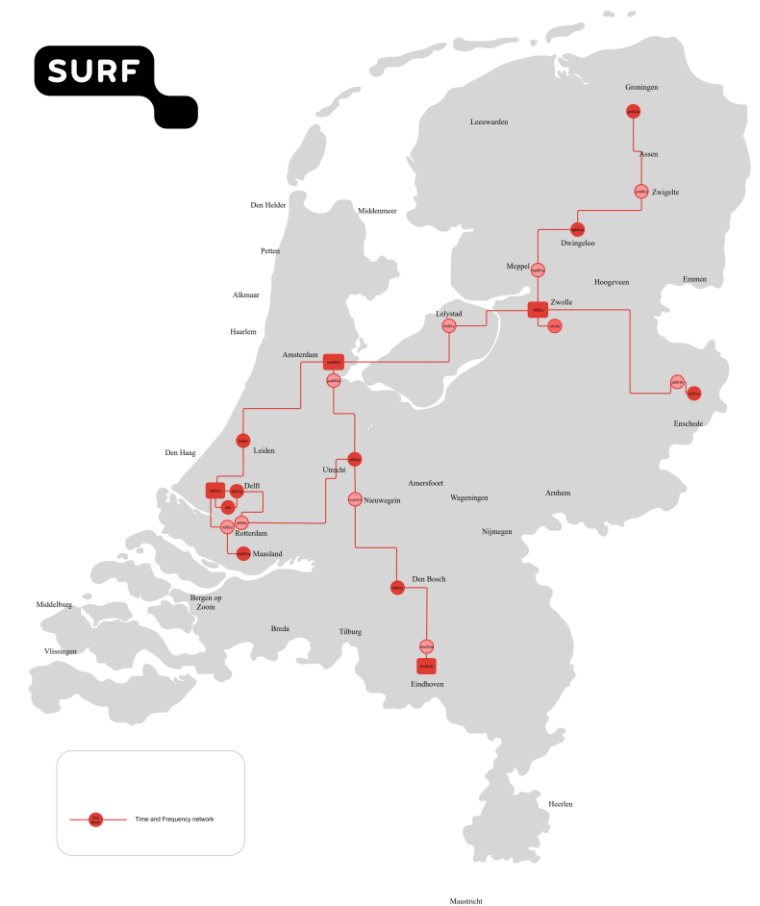 SURF
Groningen
Leeuwarden
Assen
Zwigelte
Den Helder
Middenmeer
Dwingeloo
Petten
Meppel
Hoogeveen
Emmen
Alkmaar
Zwolle
Lelystad
Haarlem
Amsterdam
Enschede
Leiden
Den Haag
Utrecht
Delft
Amersfoort
Arnhem
Wageningen
Nieuwegein
Rotterdam
Nijmegen
Maasland
Den Bosch
Bergen op
Zoom
Middelburg
Breda
Tilburg
Vlissingen
Eindhoven
Heerlen
Time and Frequency network
Maastricht